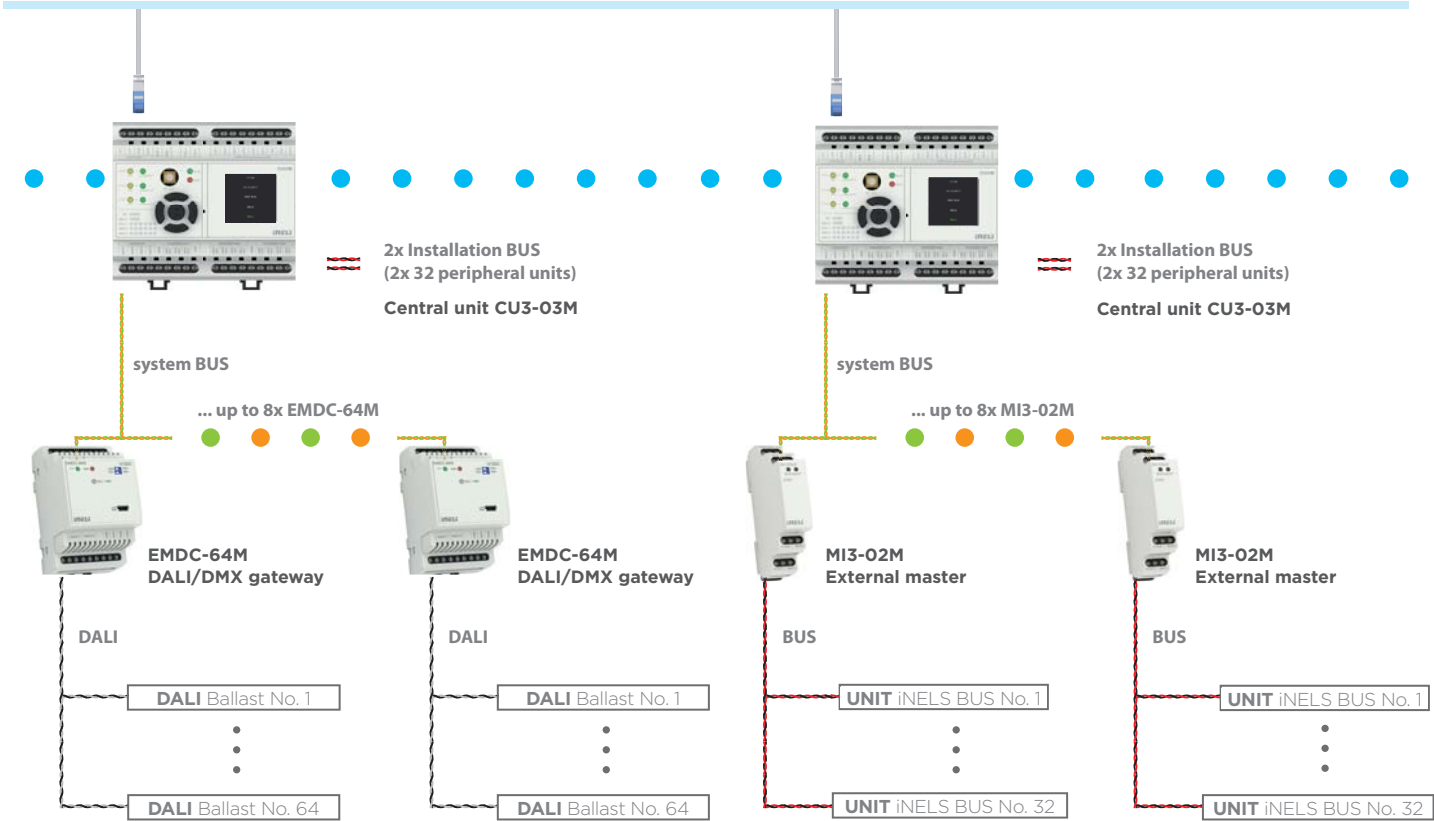 2x Installation BUS
(2x 32 peripheral units)
Central unit CU3-03M
2x Installation BUS
(2x 32 peripheral units)
Central unit CU3-03M
system BUS
system BUS
... up to 8x EMDC-64M
... up to 8x MI3-02M
EMDC-64M
DALI/DMX gateway
EMDC-64M
DALI/DMX gateway
MI3-02M
External master
MI3-02M
External master
DALI
DALI
BUS
BUS
DALI Ballast No. 1
DALI Ballast No. 1
UNIT iNELS BUS No. 1
UNIT iNELS BUS No. 1
DALI Ballast No. 64
DALI Ballast No. 64
UNIT iNELS BUS No. 32
UNIT iNELS BUS No. 32